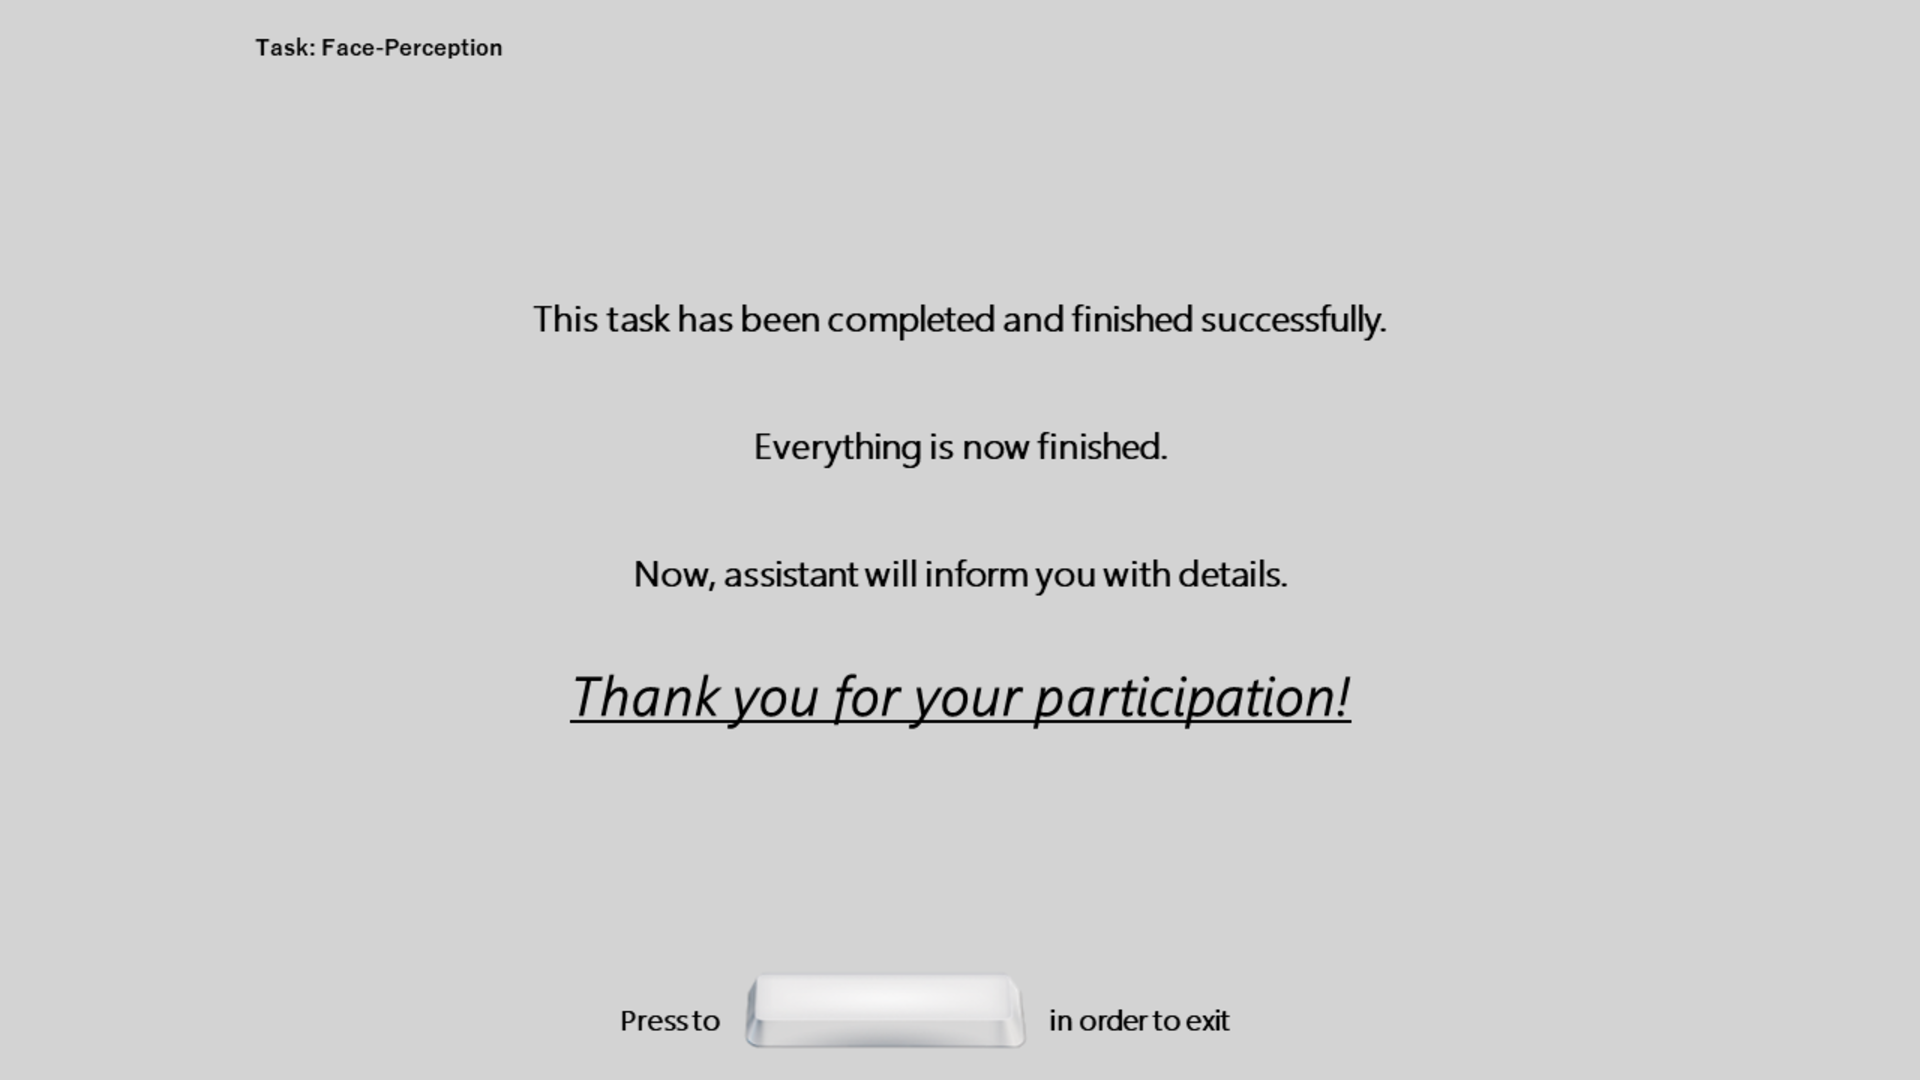 Task: Face-Perception
This task has been completed and finished successfully.
Everything is now finished.
Now, assistant will inform you with details.
Thank you for your participation!
Press to in order to exit